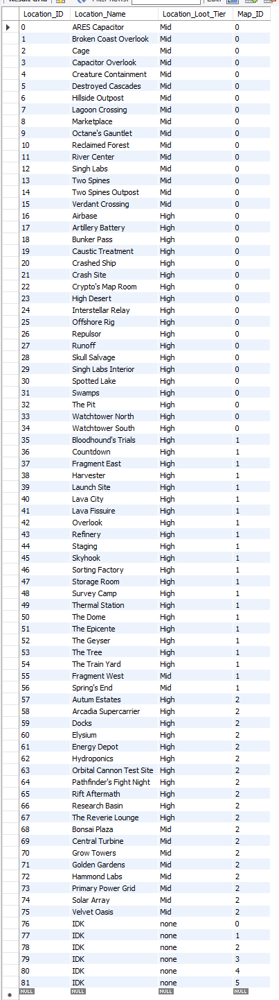 Result Grid Filter Rows: Edit:
Location_ID Location_Name Location_Loot_Tier Map_ID
0 ARES Capacitor Mid 0
1 Broken Coast Overlook Mid 0
2 Cage Mid 0
3 Capacitor Overlook Mid 0
4 Creature Containment Mid 0
5 Destroyed Cascades Mid 0
6 Hillside Outpost Mid 0
7 Lagoon Crossing Mid 0
8 Marketplace Mid 0
9 Octane's Gauntlet Mid 0
10 Reclaimed Forest Mid 0
11 River Center Mid 0
12 Singh Labs Mid 0
13 Two Spines Mid 0
14 Two Spines Outpost Mid 0
15 Verdant Crossing Mid 0
16 Airbase High 0
17 Artillery Battery High 0
18 Bunker Pass High 0
19 Caustic Treatment High 0
20 Crashed Ship High 0
21 Crash Site High 0
22 Crypto's Map Room High 0
23 High Desert High 0
24 Interstellar Relay High 0
25 Offshore Rig High 0
26 Repulsor High 0
27 Runoff High 0
28 Skull Salvage High 0
29 Singh Labs Interior High 0
30 Spotted Lake High 0
31 Swamps High 0
32 The Pit High 0
33 Watchtower North High 0
34 Watchtower South High 0
35 Bloodhound's Trials High 1
36 Countdown High 1
37 Fragment East High 1
38 Harvester High 1
39 Launch Site High 1
40 Lava City High 1
41 Lava Fissuire High 1
42 Overlook High 1
43 Refinery High 1
44 Staging High 1
45 Skyhook High 1
46 Sorting Factory High 1
47 Storage Room High 1
48 Survey Camp High 1
49 Thermal Station High 1
50 The Dome High 1
51 The Epicente High 1
52 The Geyser High 1
53 The Tree High 1
54 The Train Yard High 1
55 Fragment West Mid 1
56 Spring's End Mid 1
57 Autum Estates High 2
58 Arcadia Supercarrier High 2
59 Docks High 2
60 Elysium High 2
61 Energy Depot High 2
62 Hydroponics High 2
63 Orbital Cannon Test Site High 2
64 Pathfinder's Fight Night High 2
65 Rift Aftermath High 2
66 Research Basin High 2
67 The Reverie Lounge High 2
68 Bonsai Plaza Mid 2
69 Central Turbine Mid 2
70 Grow Towers Mid 2
71 Golden Gardens Mid 2
72 Hammond Labs Mid 2
73 Primary Power Grid Mid 2
74 Solar Array Mid 2
75 Velvet Oasis Mid 2
76 IDK none 0
77 IDK none 1
78 IDK none 2
79 IDK none 3
80 IDK none 4
81 IDK none 5
NULL NULL NULL NULL